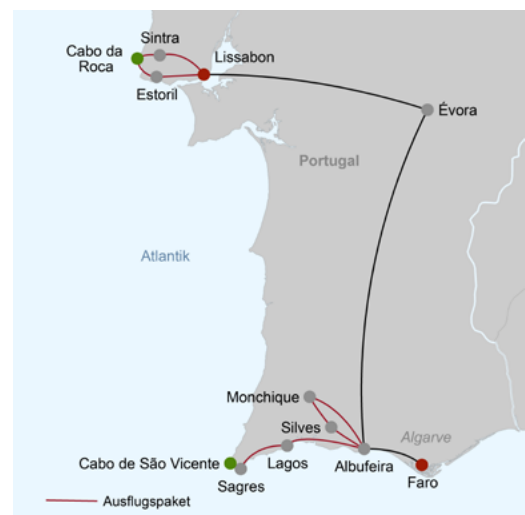 Sintra
Cabo da
Roca
Lissabon
Estoril
Évora
Portugal
Atlantik
Monchique
Silves
Algarve
Cabo de São Vicente
Lagos
Albufeira
Sagres
Faro
Ausflugspaket